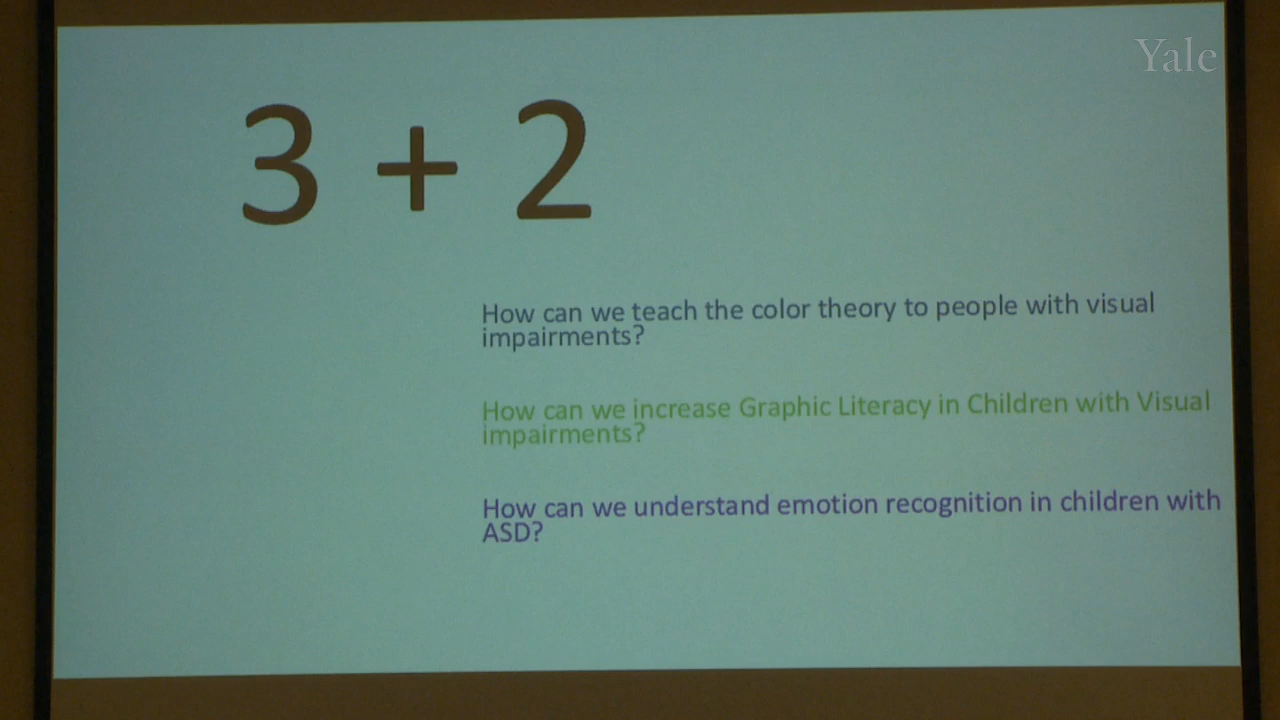 Yale
3 + 2
How can we teach the color theory to people with visual
impairments?
How can we increase Graphic Literacy in Children with Visual
impairments?
How can we understand emotion recognition in children with
ASD?